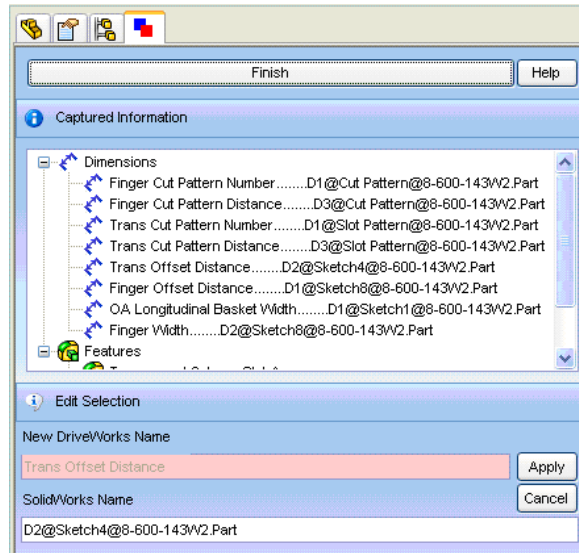 Finish Help
Captured Information
Dimensions
Finger Cut Pattern Number........D1@Cut Pattern@8-600-143W2.Part
Finger Cut Pattern Distance........D3@Cut Pattern@8-600-143W2.Part
Trans Cut Pattern Number........D1@Slot Pattern@8-600-143W2.Part
Trans Cut Pattern Distance........D3@Slot Pattern@8-600-143W2.Part
Trans Offset Distance........D2@Sketch4@8-600-143W2.Part
Finger Offset Distance........D1@Sketch8@8-600-143W2.Part
OA Longitudinal Basket Width........D1@Sketch1@8-600-143W2.Part
Finger Width........D2@Sketch8@8-600-143W2.Part
Features
Edit Selection
New DriveWorks Name
Trans Offset Distance Apply
SolidWorks Name Cancel
D2@Sketch4@8-600-143W2.Part